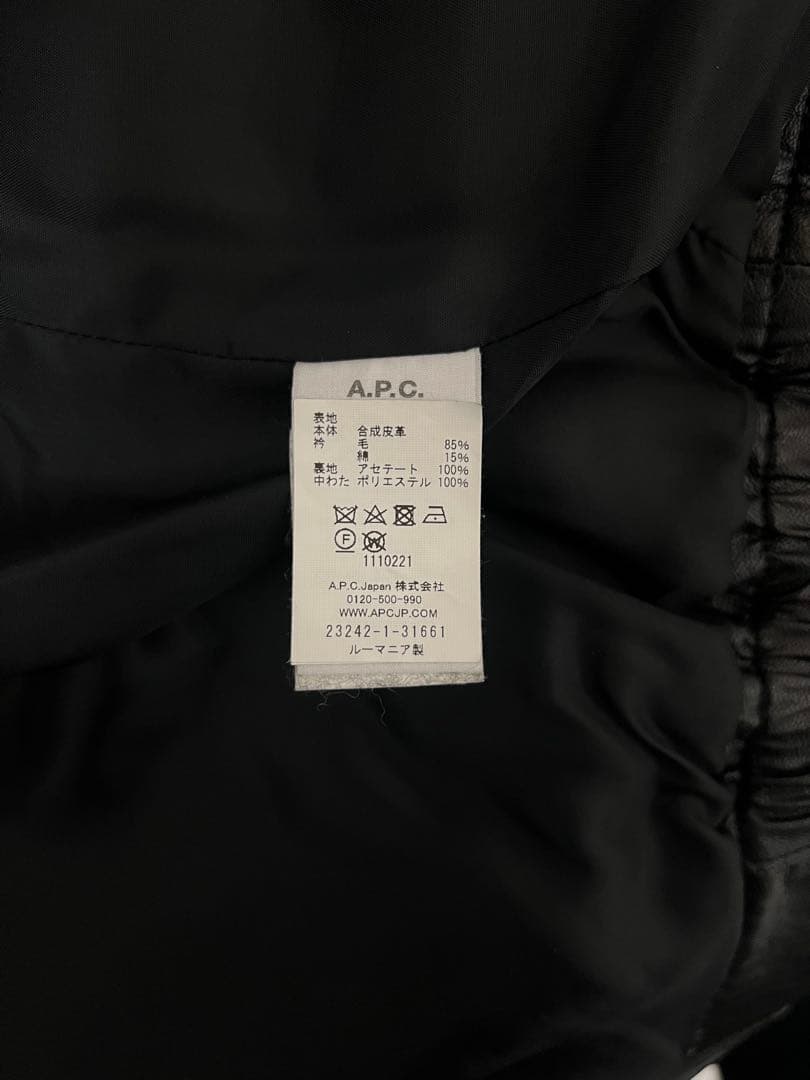 A.P.C.
表地
本体 合成皮革
衿 毛 85%
綿 15%
裏地 アセテート 100%
中わた ポリエステル 100%
F W
1110221
A.P.C.Japan 株式会社
0120-500-990
WWW.APCJP.COM
23242-1-31661
ルーマニア製